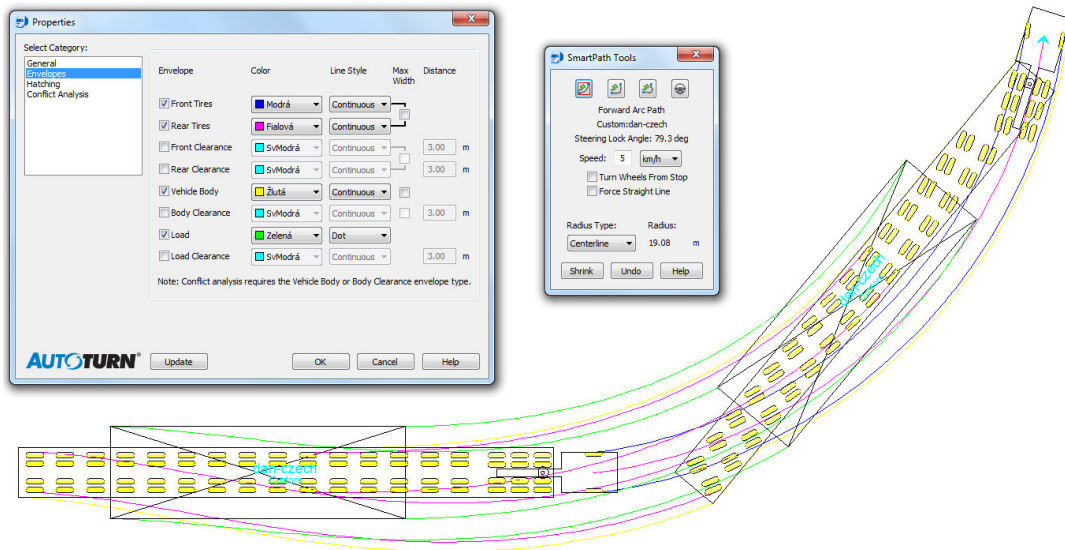 Properties
Select Category:
General
Envelopes
Hatching
Conflict Analysis
Envelope Color Line Style Max Width Distance
Front Tires Modrá Continuous
Rear Tires Fialová Continuous
Front Clearance SvModrá Continuous 3.00 m
Rear Clearance SvModrá Continuous 3.00 m
Vehicle Body Žlutá Continuous
Body Clearance SvModrá Continuous 3.00 m
Load Zelená Dot
Load Clearance SvModrá Continuous 3.00 m
Note: Conflict analysis requires the Vehicle Body or Body Clearance envelope type.
AUTOTURN®
Update OK Cancel Help
SmartPath Tools
Forward Arc Path
Custom:dan-czech
Steering Lock Angle: 79.3 deg
Speed: 5 km/h
Turn Wheels From Stop
Force Straight Line
Radius Type: Radius:
Centerline 19.08 m
Shrink Undo Help
dan-czech
dan-czech
Custom